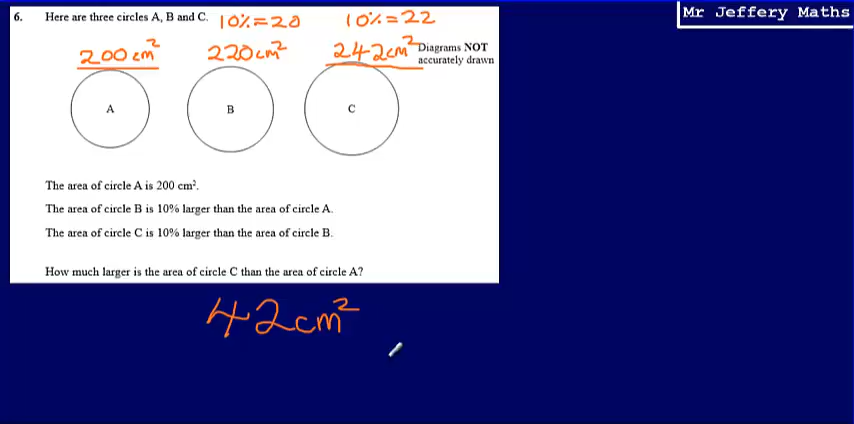 Mr Jeffery Maths
6. Here are three circles A, B and C. 10%=20 10%=22
200cm² 220cm² 242cm² Diagrams NOT
accurately drawn
A B C
The area of circle A is 200 cm².
The area of circle B is 10% larger than the area of circle A.
The area of circle C is 10% larger than the area of circle B.
How much larger is the area of circle C than the area of circle A?
42cm²